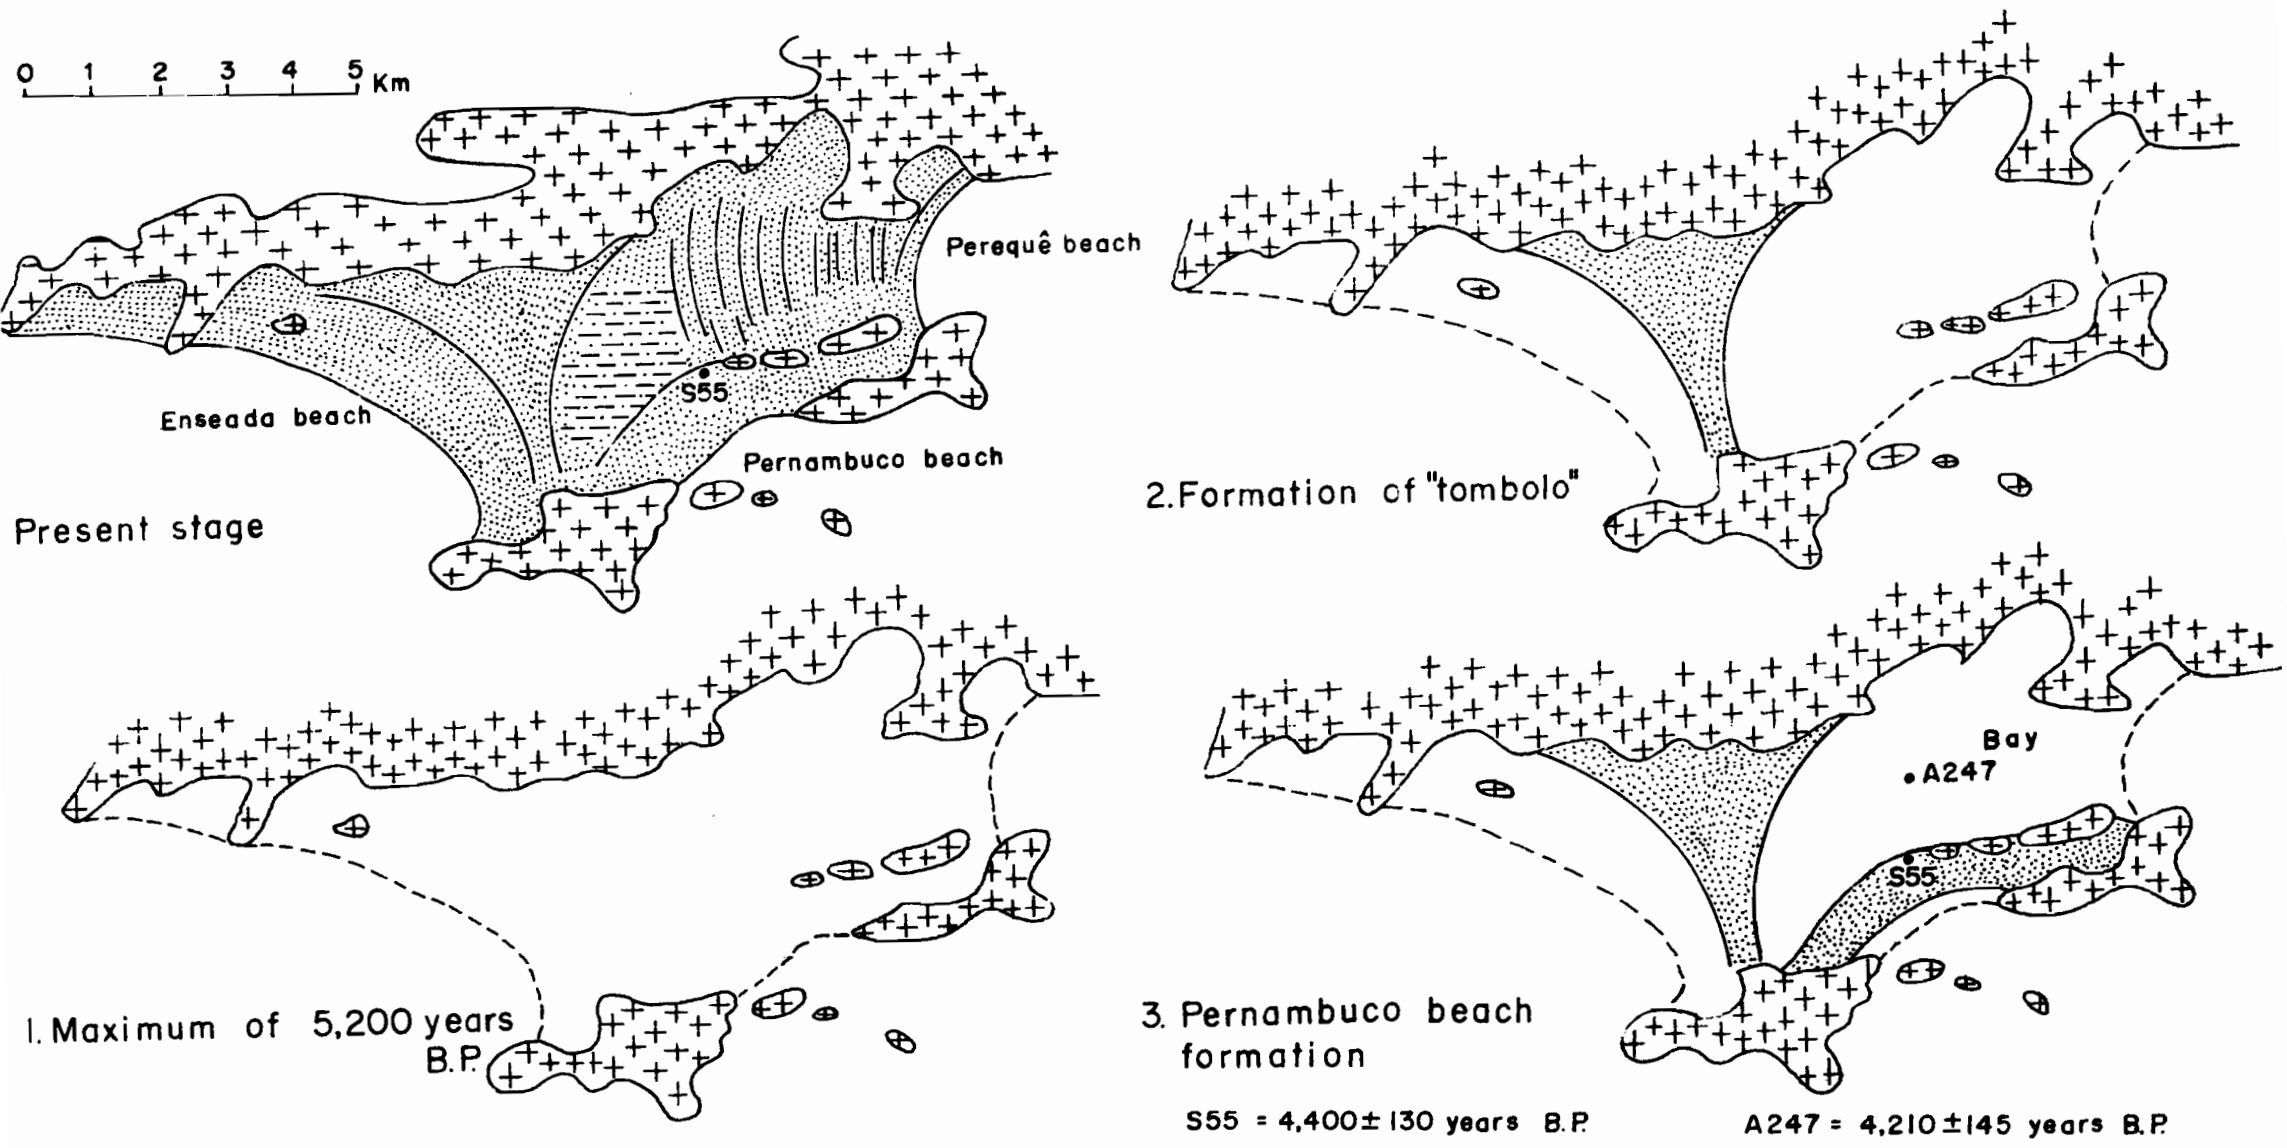 0 1 2 3 4 5 Km
Perequê beach
S55
Enseada beach
Pernambuco beach
Present stage
2. Formation of "tombolo"
1. Maximum of 5,200 years
B.P.
Bay
A247
S55
3. Pernambuco beach
formation
S55 = 4,400±130 years B.P.
A247 = 4,210±145 years B.P.